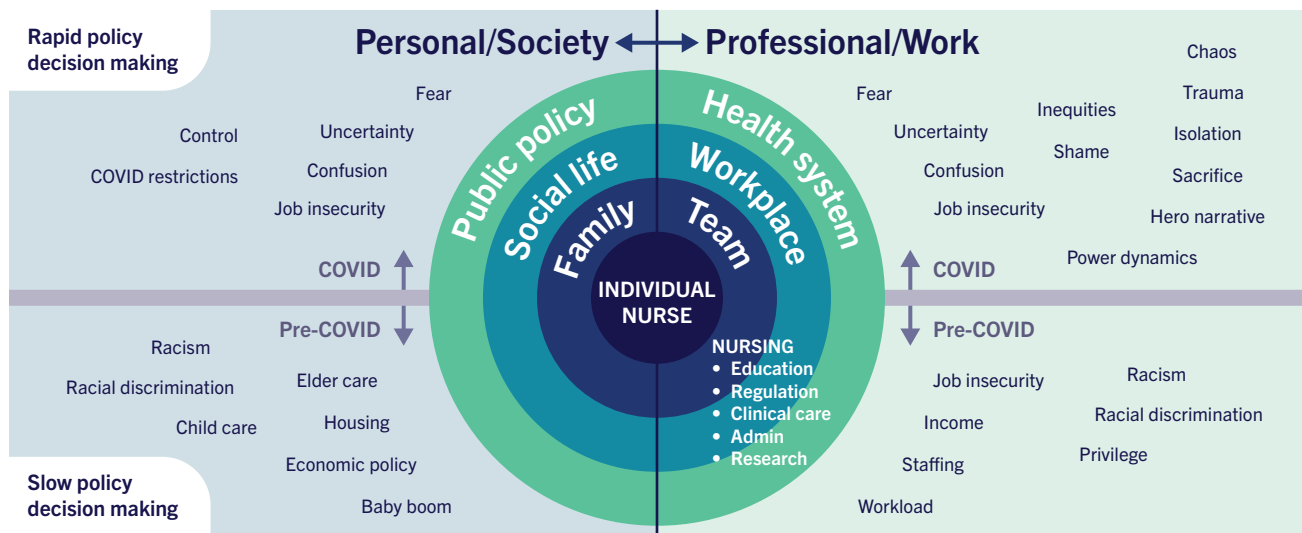 Rapid policy
decision making
Personal/Society
Professional/Work
Fear
Control
Uncertainty
COVID restrictions
Confusion
Job insecurity
COVID
Public policy
Social life
Family
Health system
Workplace
Team
INDIVIDUAL
NURSE
Fear
Uncertainty
Confusion
Job insecurity
Inequities
Shame
Chaos
Trauma
Isolation
Sacrifice
Hero narrative
Power dynamics
COVID
Pre-COVID
Racism
Racial discrimination
Elder care
Child care
Housing
Economic policy
Baby boom
Slow policy
decision making
NURSING
• Education
• Regulation
• Clinical care
• Admin
• Research
Pre-COVID
Job insecurity
Income
Staffing
Workload
Racism
Racial discrimination
Privilege